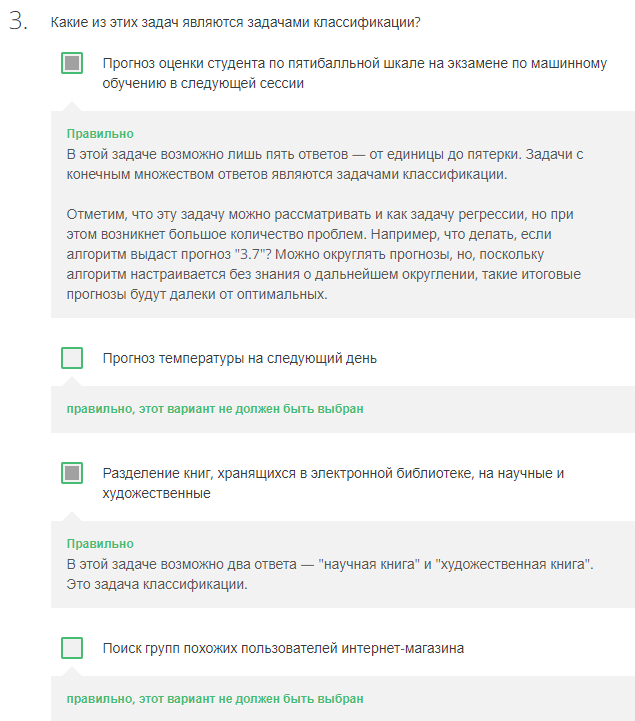 3. Какие из этих задач являются задачами классификации?
Прогноз оценки студента по пятибалльной шкале на экзамене по машинному
обучению в следующей сессии
Правильно
В этой задаче возможно лишь пять ответов — от единицы до пятерки. Задачи с
конечным множеством ответов являются задачами классификации.
Отметим, что эту задачу можно рассматривать и как задачу регрессии, но при
этом возникнет большое количество проблем. Например, что делать, если
алгоритм выдаст прогноз "3.7"? Можно округлять прогнозы, но, поскольку
алгоритм настраивается без знания о дальнейшем округлении, такие итоговые
прогнозы будут далеки от оптимальных.
Прогноз температуры на следующий день
правильно, этот вариант не должен быть выбран
Разделение книг, хранящихся в электронной библиотеке, на научные и
художественные
Правильно
В этой задаче возможно два ответа — "научная книга" и "художественная книга".
Это задача классификации.
Поиск групп похожих пользователей интернет-магазина
правильно, этот вариант не должен быть выбран